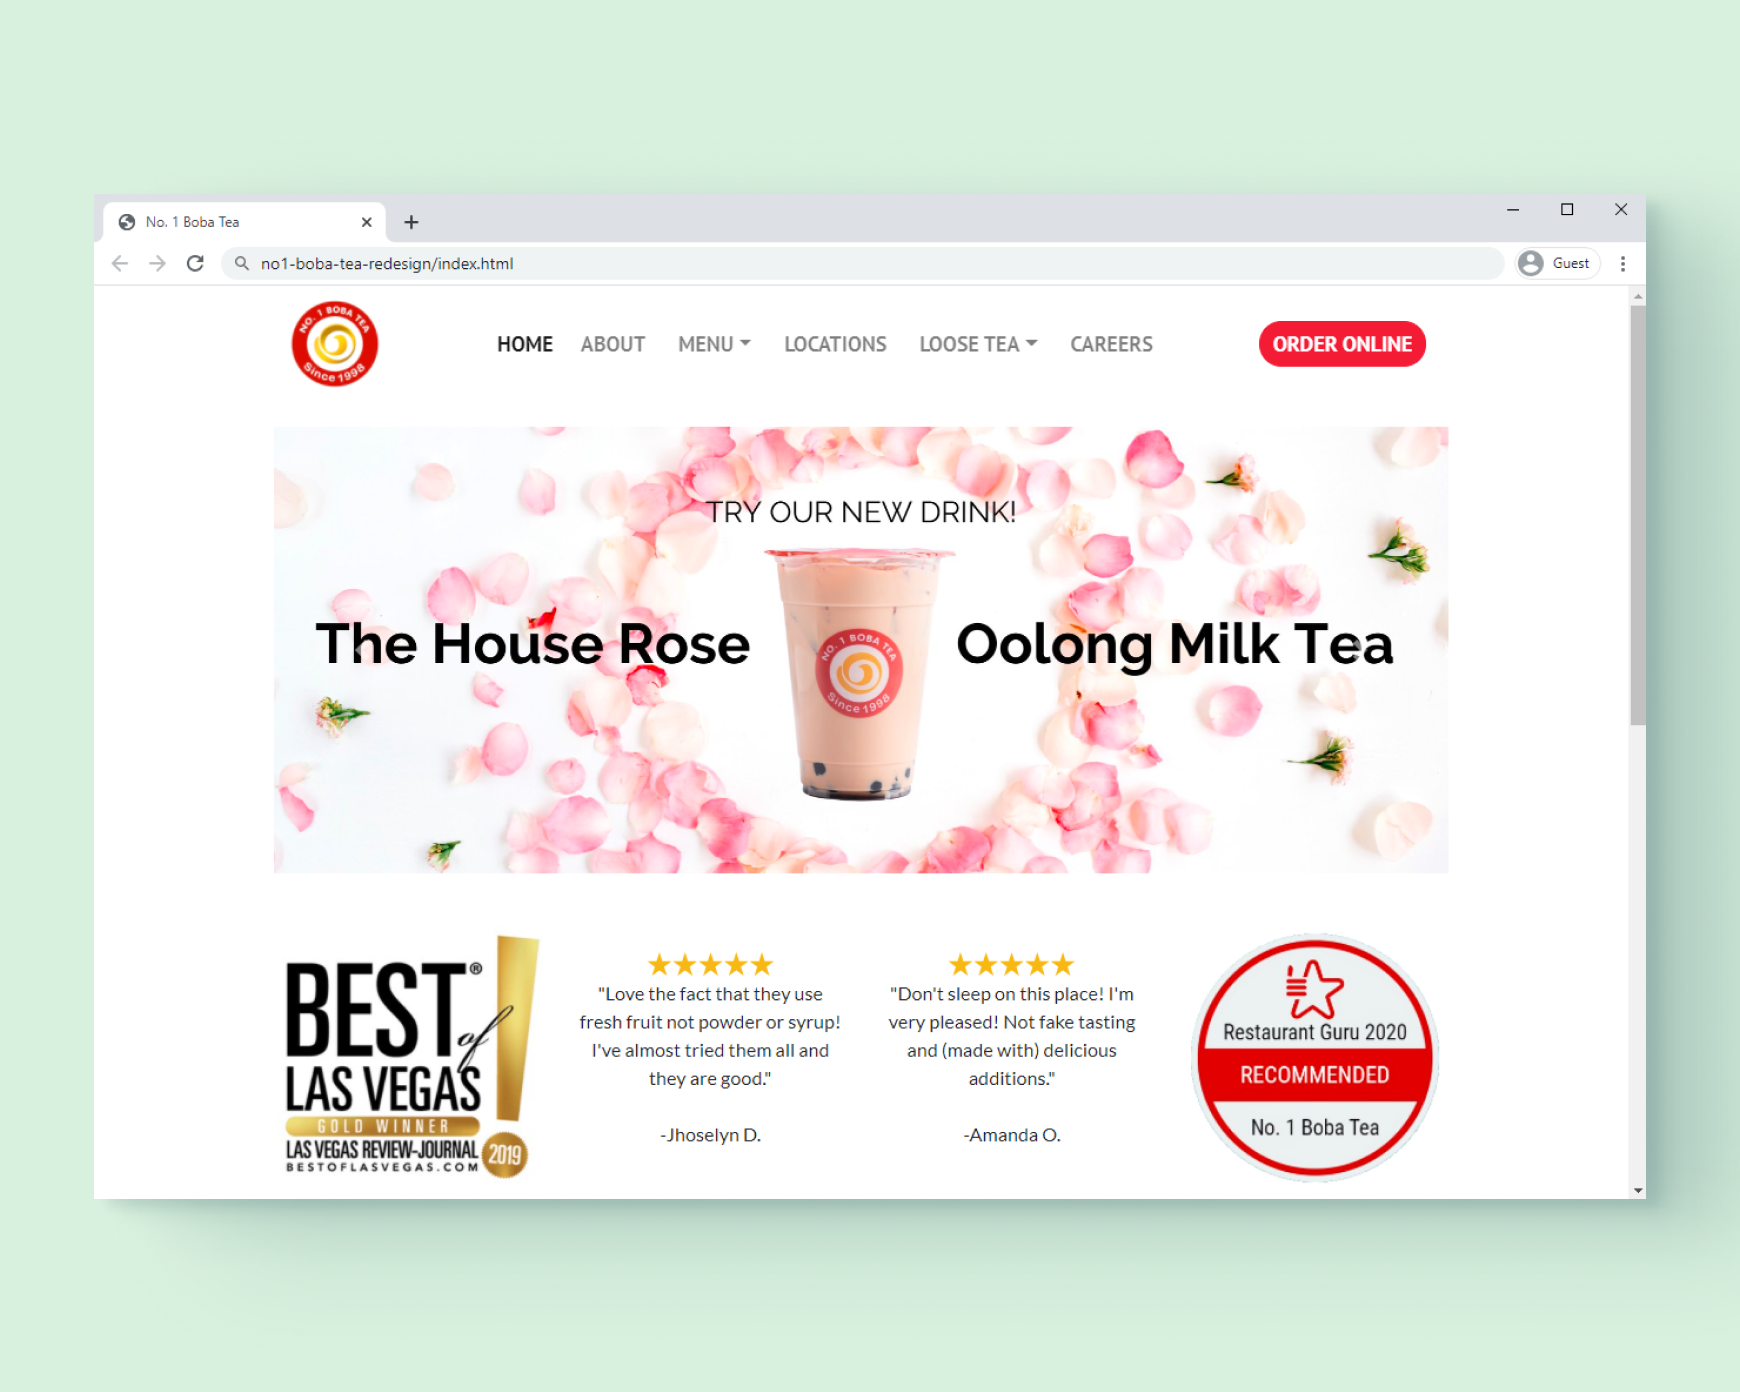 No. 1 Boba Tea
no1-boba-tea-redesign/index.html
Guest
NO. 1 BOBA TEA
Since 1998
HOME
ABOUT
MENU
LOCATIONS
LOOSE TEA
CAREERS
ORDER ONLINE
TRY OUR NEW DRINK!
The House Rose
Oolong Milk Tea
NO. 1 BOBA TEA
Since 1998
BEST®
of
LAS VEGAS
GOLD WINNER
LAS VEGAS REVIEW-JOURNAL
BESTOFLASVEGAS.COM
2019
"Love the fact that they use
fresh fruit not powder or syrup!
I've almost tried them all and
they are good."
-Jhoselyn D.
"Don't sleep on this place! I'm
very pleased! Not fake tasting
and (made with) delicious
additions."
-Amanda O.
Restaurant Guru 2020
RECOMMENDED
No. 1 Boba Tea